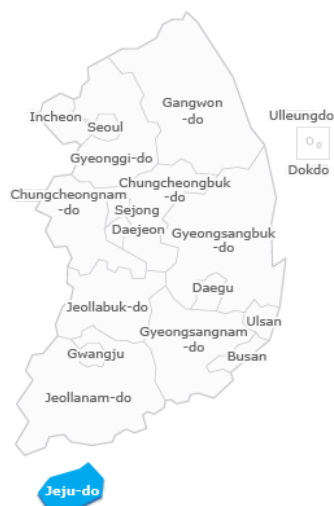 Gangwon
-do
Ulleungdo
Incheon
Seoul
Gyeonggi-do
Dokdo
Chungcheongbuk
-do
Chungcheongnam
-do
Sejong
Daejeon
Gyeongsangbuk
-do
Daegu
Jeollabuk-do
Ulsan
Gyeongsangnam
-do
Gwangju
Busan
Jeollanam-do
Jeju-do